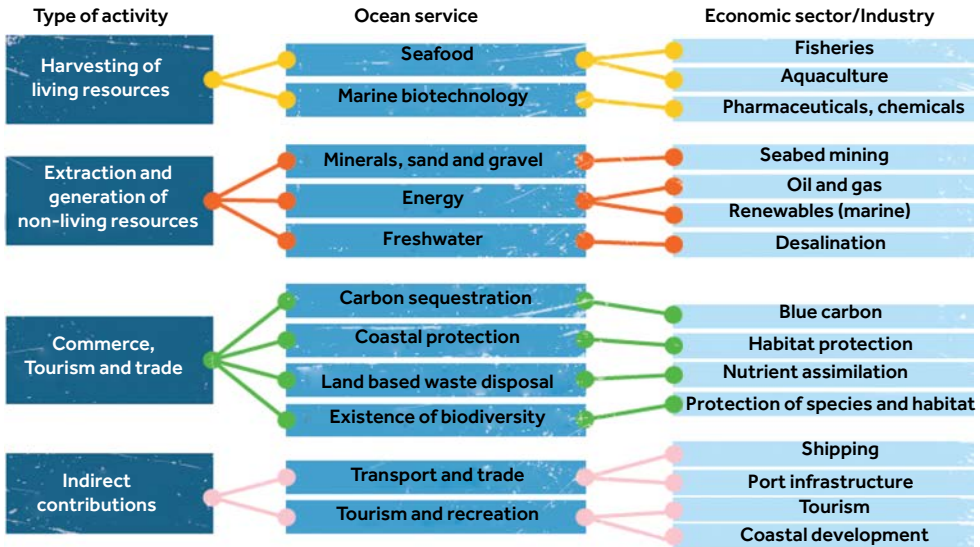 Type of activity
Ocean service
Economic sector/Industry
Harvesting of
living resources
Seafood
Marine biotechnology
Fisheries
Aquaculture
Pharmaceuticals, chemicals
Extraction and
generation of
non-living resources
Minerals, sand and gravel
Energy
Freshwater
Seabed mining
Oil and gas
Renewables (marine)
Desalination
Commerce,
Tourism and trade
Carbon sequestration
Coastal protection
Land based waste disposal
Existence of biodiversity
Blue carbon
Habitat protection
Nutrient assimilation
Protection of species and habitat
Indirect
contributions
Transport and trade
Tourism and recreation
Shipping
Port infrastructure
Tourism
Coastal development